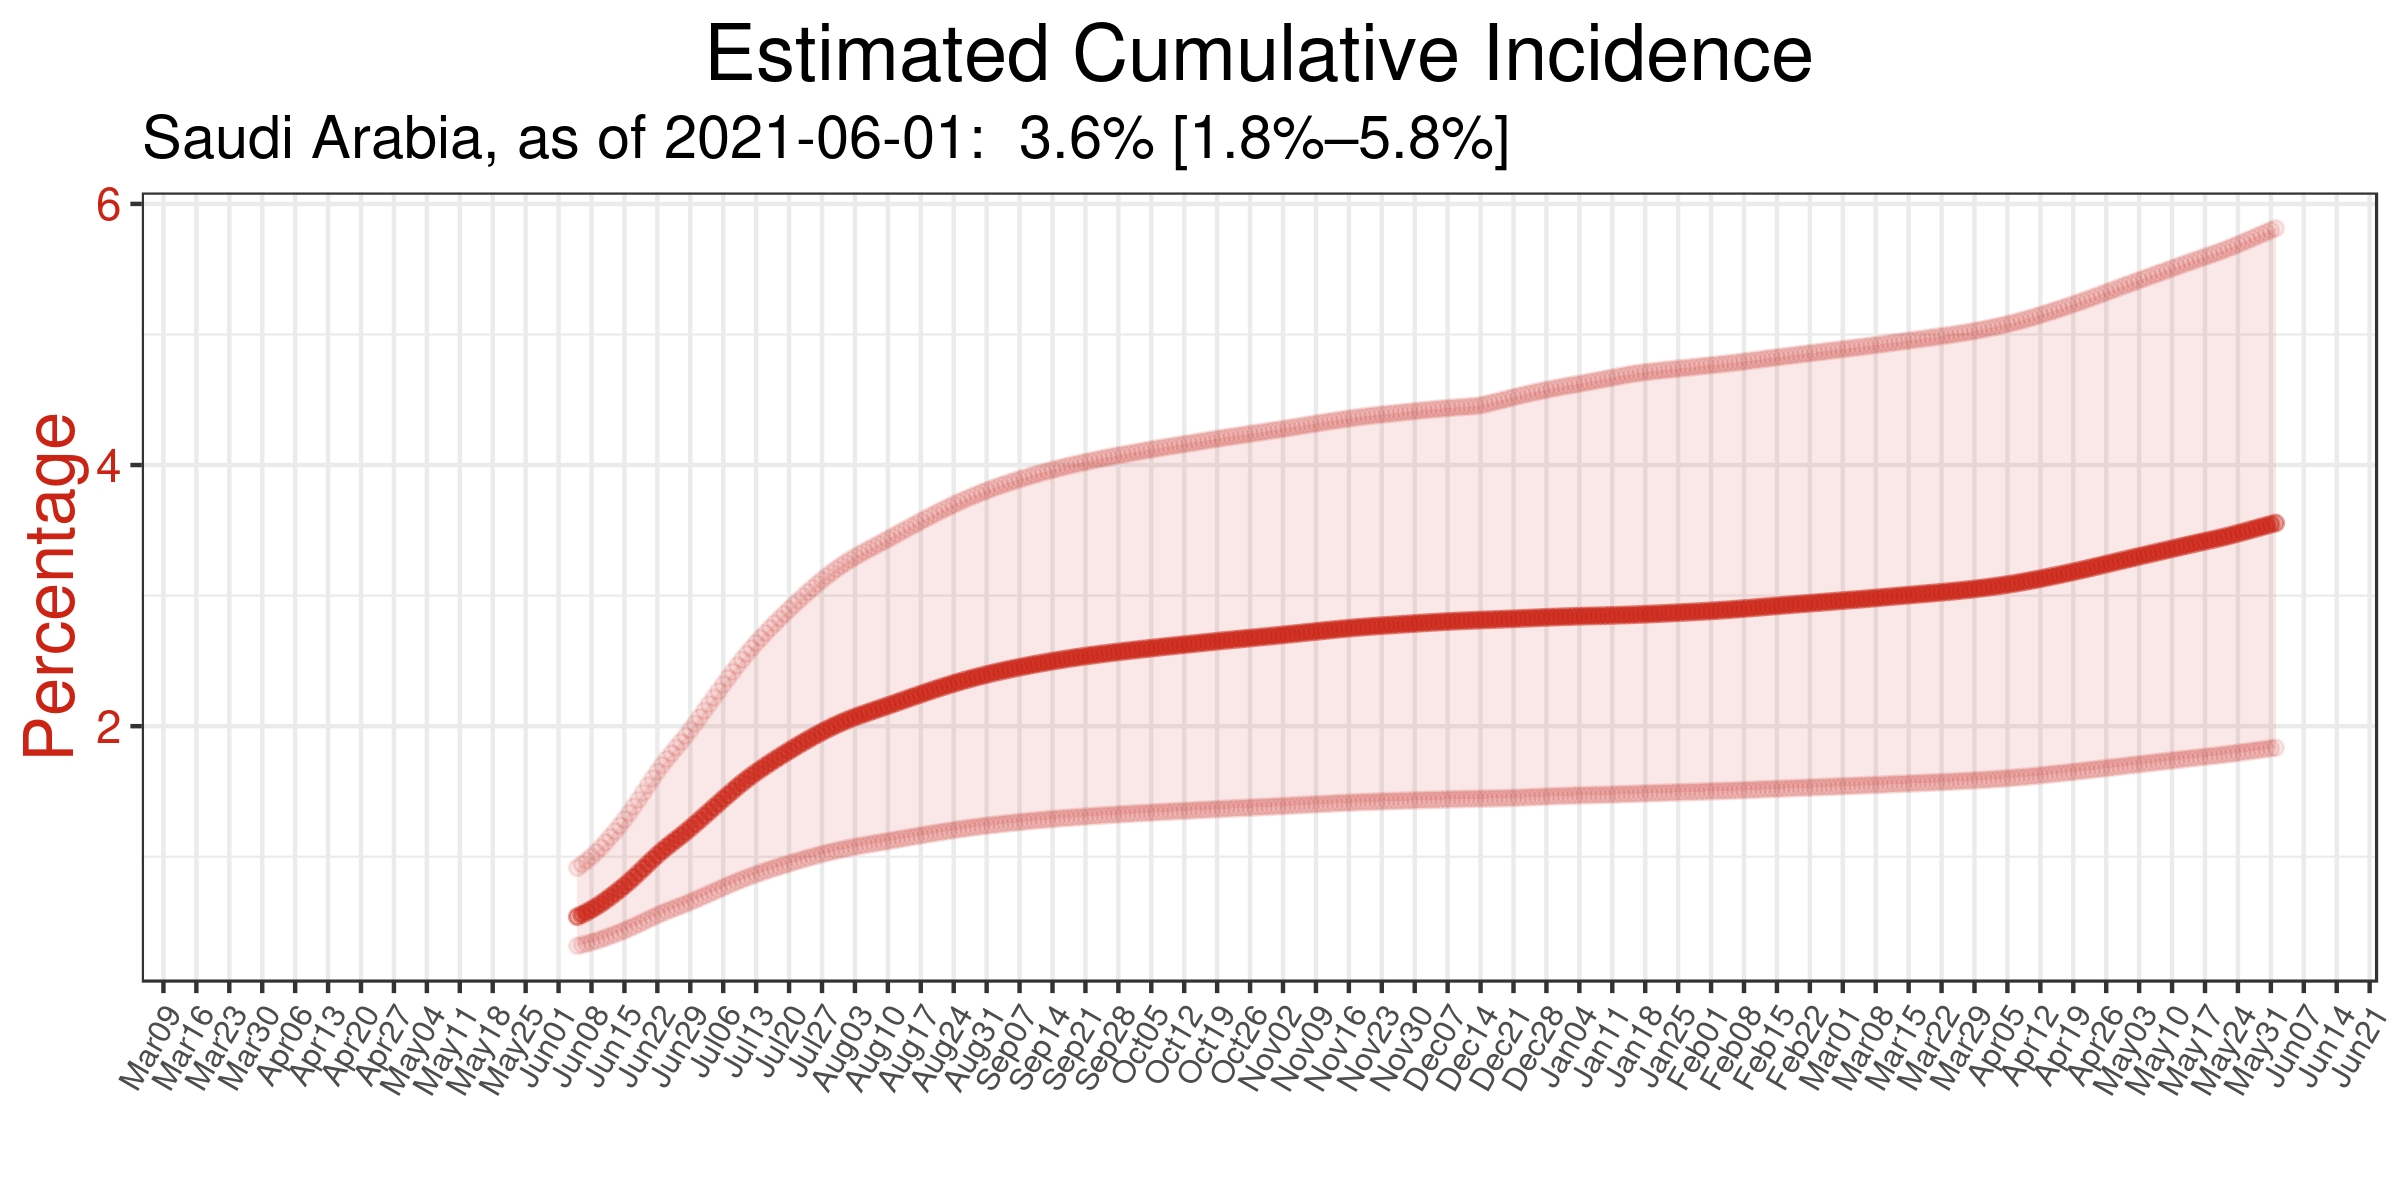 Estimated Cumulative Incidence
Saudi Arabia, as of 2021-06-01:  3.6% [1.8%–5.8%]
Percentage
6
4
2
Mar09
Mar16
Mar23
Mar30
Apr06
Apr13
Apr20
Apr27
May04
May11
May18
May25
Jun01
Jun08
Jun15
Jun22
Jun29
Jul06
Jul13
Jul20
Jul27
Aug03
Aug10
Aug17
Aug24
Aug31
Sep07
Sep14
Sep21
Sep28
Oct05
Oct12
Oct19
Oct26
Nov02
Nov09
Nov16
Nov23
Nov30
Dec07
Dec14
Dec21
Dec28
Jan04
Jan11
Jan18
Jan25
Feb01
Feb08
Feb15
Feb22
Mar01
Mar08
Mar15
Mar22
Mar29
Apr05
Apr12
Apr19
Apr26
May03
May10
May17
May24
May31
Jun07
Jun14
Jun21